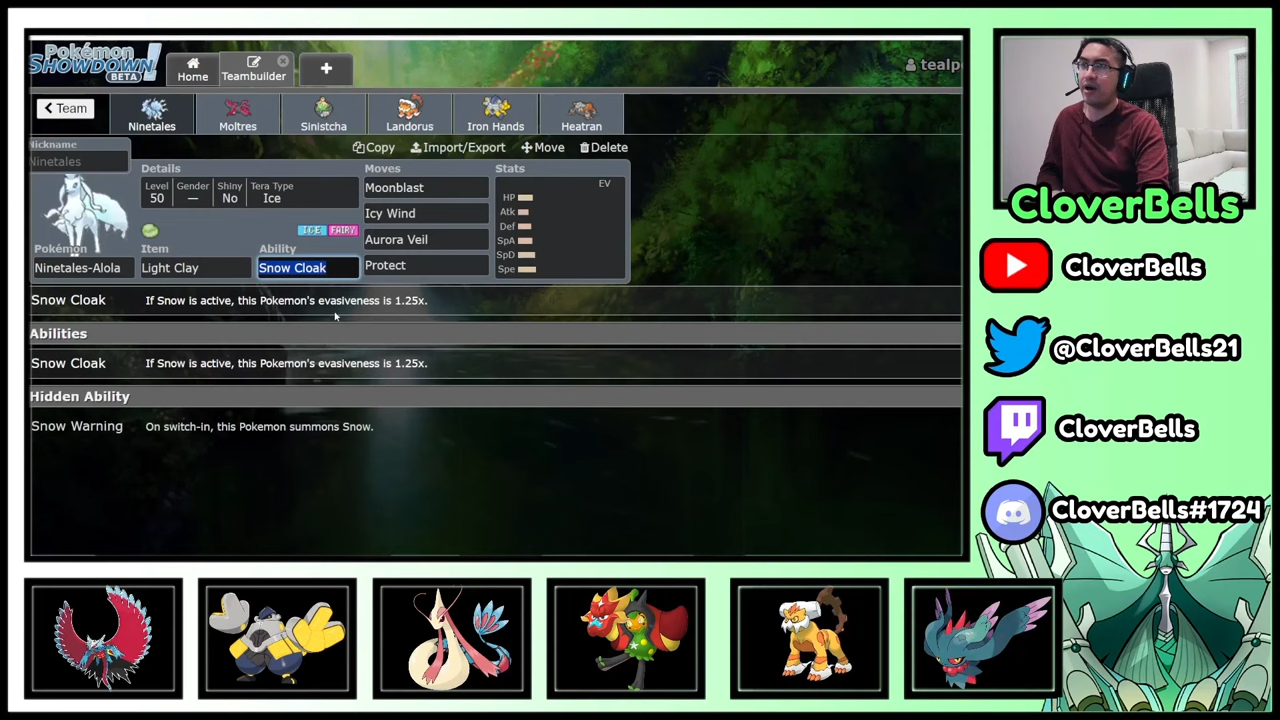 Pokémon
SHOWDOWN!
BETA
Home
Teambuilder
+
tealp
Team
Ninetales
Moltres
Sinistcha
Landorus
Iron Hands
Heatran
Copy
Import/Export
Move
Delete
Nickname
Ninetales
Details
Level
50
Gender
—
Shiny
No
Tera Type
Ice
ICE
FAIRY
Pokémon
Ninetales-Alola
Item
Light Clay
Ability
Snow Cloak
Moves
Moonblast
Icy Wind
Aurora Veil
Protect
Stats
EV
HP
Atk
Def
SpA
SpD
Spe
Snow Cloak If Snow is active, this Pokemon's evasiveness is 1.25x.
Abilities
Snow Cloak If Snow is active, this Pokemon's evasiveness is 1.25x.
Hidden Ability
Snow Warning On switch-in, this Pokemon summons Snow.
CloverBells
CloverBells
@CloverBells21
CloverBells
CloverBells#1724